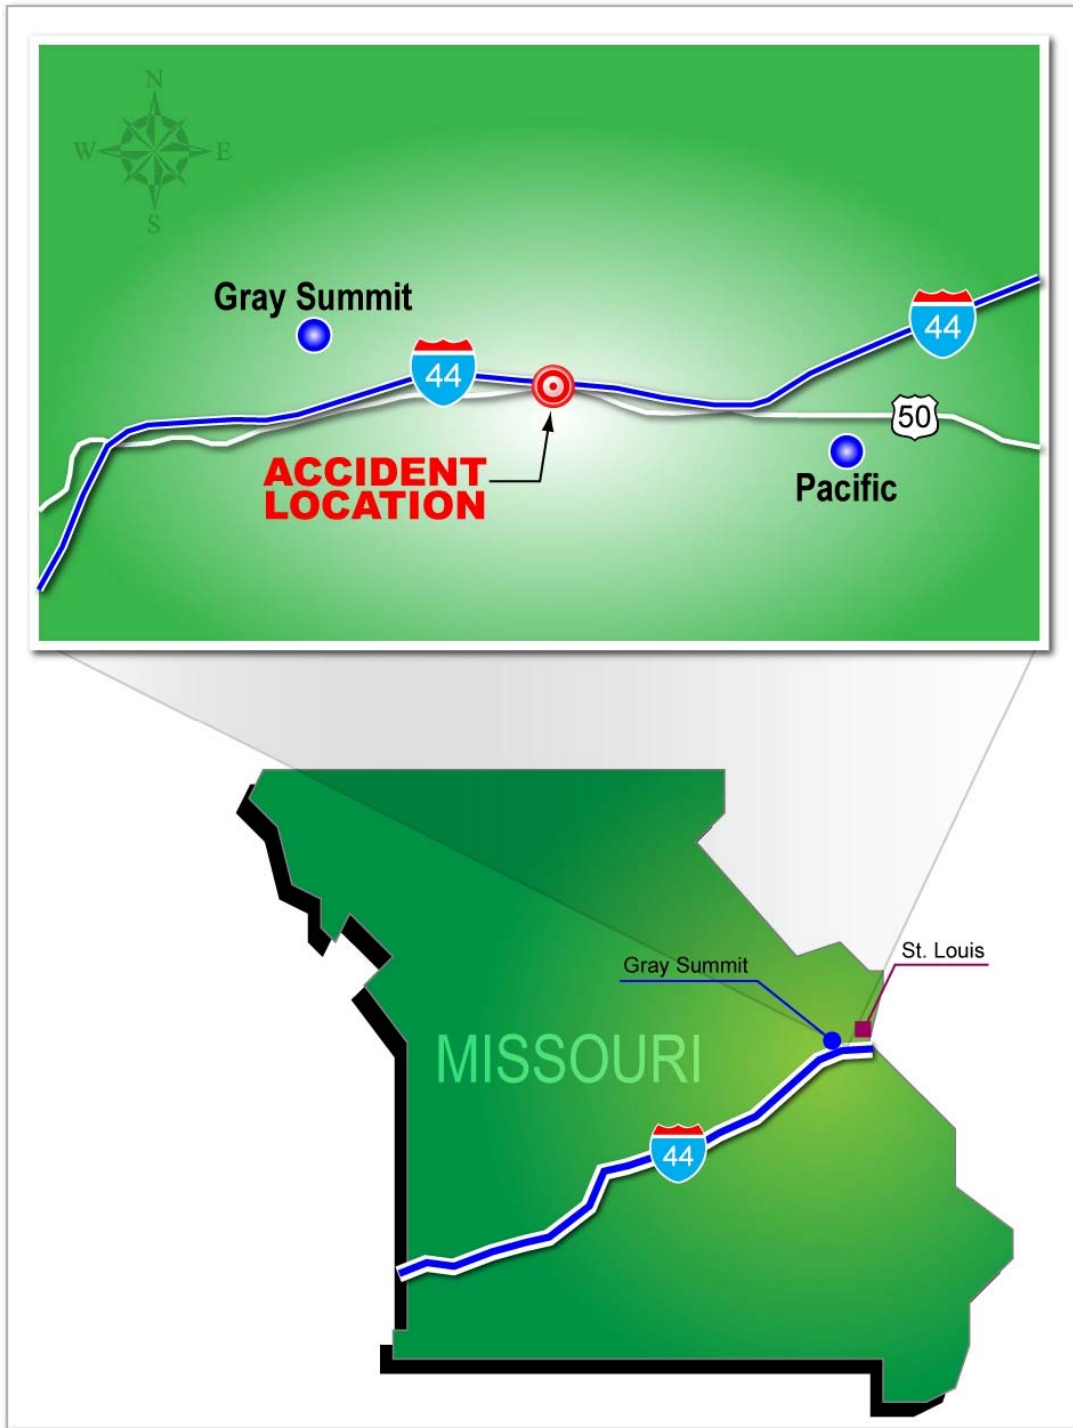 N
W E
S
Gray Summit
44
44
50
ACCIDENT
LOCATION
Pacific
St. Louis
Gray Summit
MISSOURI
44